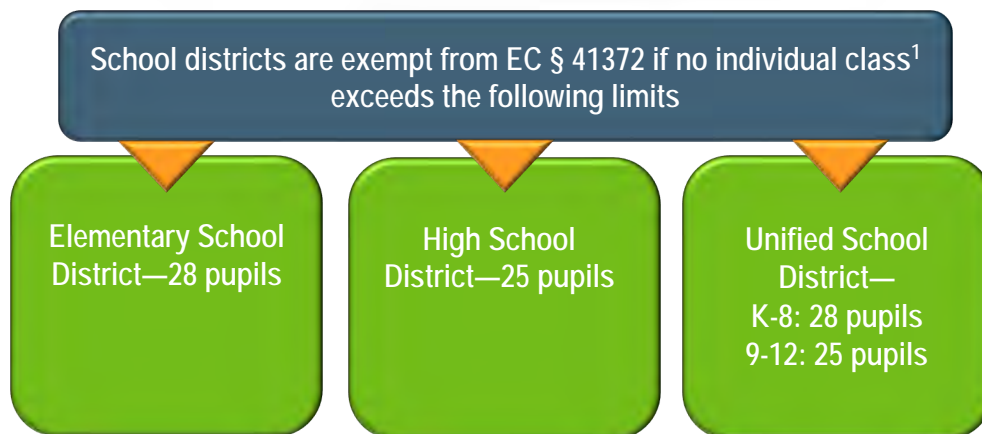 School districts are exempt from EC § 41372 if no individual class¹
exceeds the following limits
Elementary School
District—28 pupils
High School
District—25 pupils
Unified School
District—
K-8: 28 pupils
9-12: 25 pupils